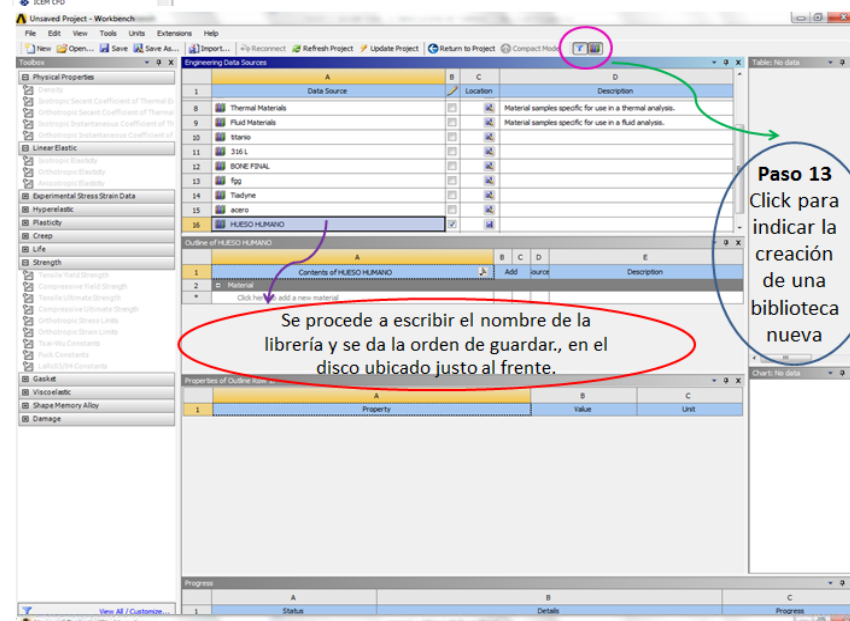 ICEM CFD
Unsaved Project - Workbench
File Edit View Tools Units Extensions Help
New Open... Save Save As... Import... Reconnect Refresh Project Update Project Return to Project Compact Mode
Toolbox
Engineering Data Sources
Table: No data
Physical Properties
Density
Isotropic Secant Coefficient of Thermal E
Orthotropic Secant Coefficient of Thermal
Isotropic Instantaneous Coefficient of Th
Orthotropic Instantaneous Coefficient of
Linear Elastic
Isotropic Elasticity
Orthotropic Elasticity
Anisotropic Elasticity
Experimental Stress Strain Data
Hyperelastic
Plasticity
Creep
Life
Strength
Tensile Yield Strength
Compressive Yield Strength
Tensile Ultimate Strength
Compressive Ultimate Strength
Orthotropic Stress Limits
Orthotropic Strain Limits
Tsai-Wu Constants
Puck Constants
LaRc03/04 Constants
Gasket
Viscoelastic
Shape Memory Alloy
Damage
View All / Customize...
A B C D
1 Data Source Location Description
8 Thermal Materials Material samples specific for use in a thermal analysis.
9 Fluid Materials Material samples specific for use in a fluid analysis.
10 titanio
11 316 L
12 BONE FINAL
13 fgg
14 Tiadyne
15 acero
16 HUESO HUMANO
Outline of HUESO HUMANO
A B C D E
1 Contents of HUESO HUMANO Add ource Description
2 Material
* Click here to add a new material
Se procede a escribir el nombre de la
librería y se da la orden de guardar., en el
disco ubicado justo al frente.
Properties of Outline Row
A B C
1 Property Value Unit
Paso 13
Click para
indicar la
creación
de una
biblioteca
nueva
Chart: No data
Progress
A B C
1 Status Details Progress